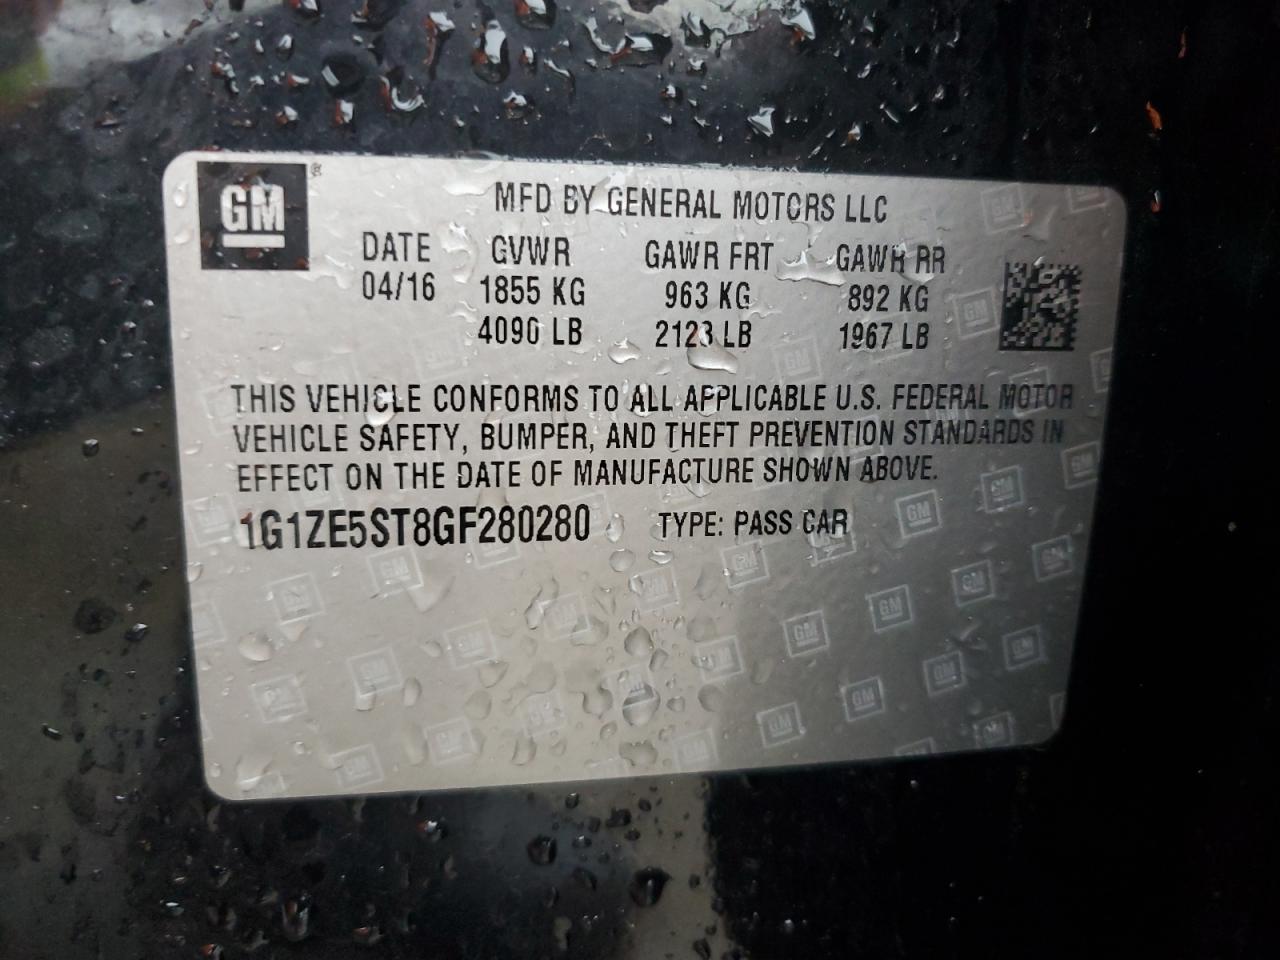 GM®
MFD BY GENERAL MOTORS LLC
DATE GVWR GAWR FRT GAWR RR
04/16 1855 KG 963 KG 892 KG
4090 LB 2123 LB 1967 LB
THIS VEHICLE CONFORMS TO ALL APPLICABLE U.S. FEDERAL MOTOR
VEHICLE SAFETY, BUMPER, AND THEFT PREVENTION STANDARDS IN
EFFECT ON THE DATE OF MANUFACTURE SHOWN ABOVE.
1G1ZE5ST8GF280280 TYPE: PASS CAR